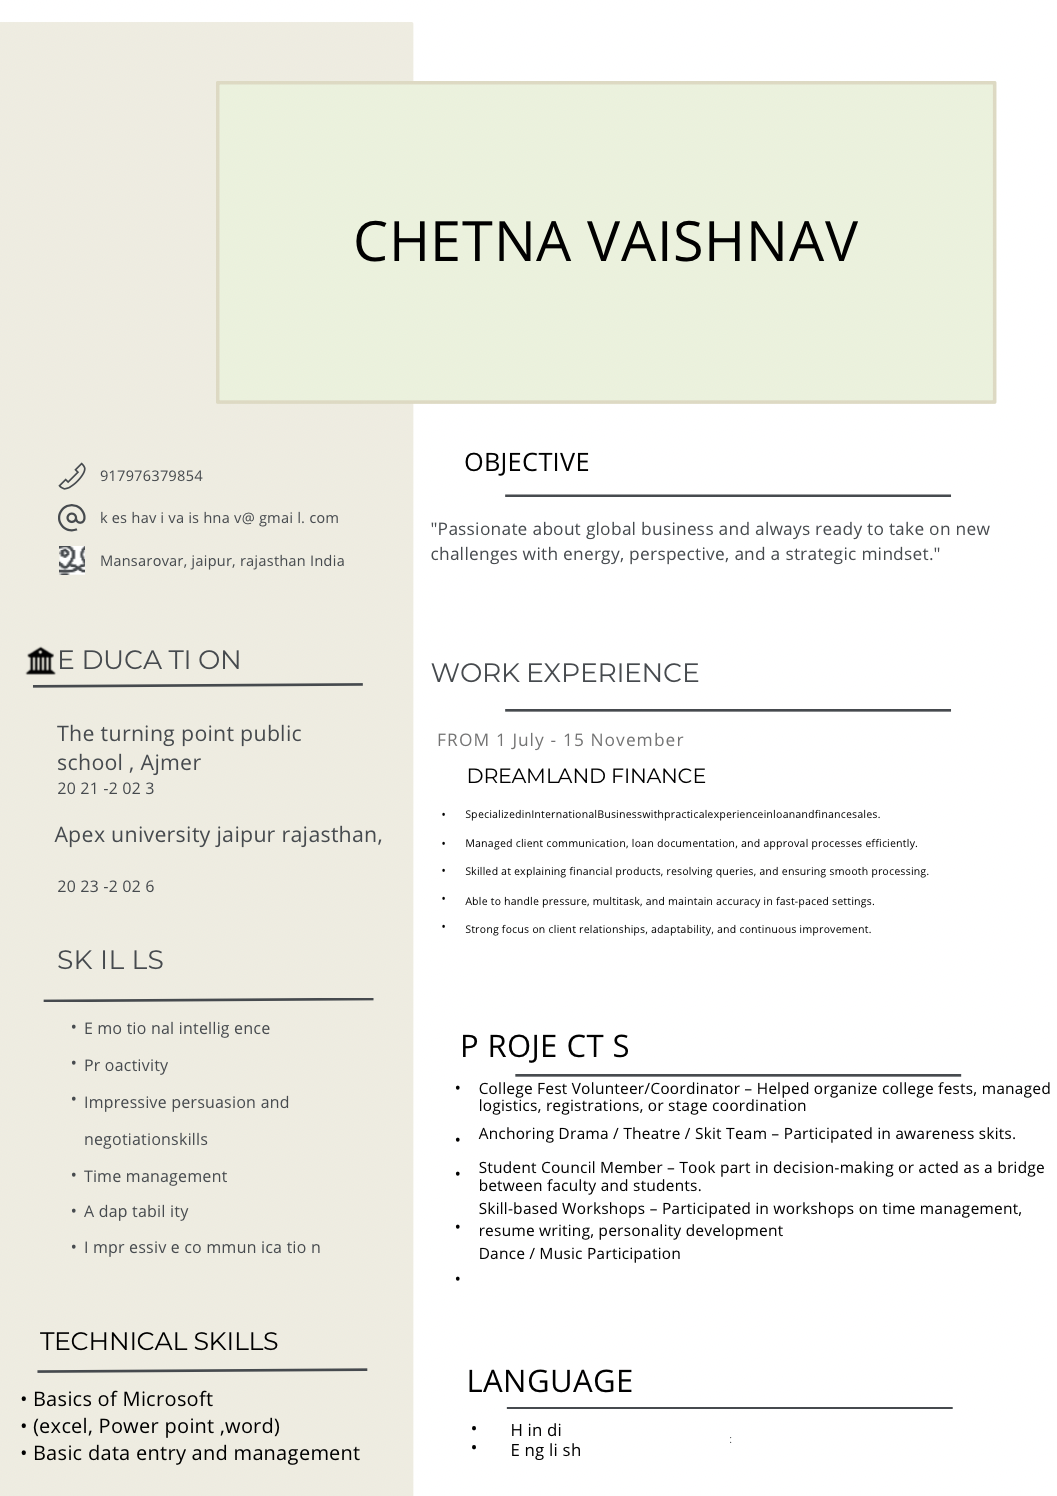 CHETNA VAISHNAV
917976379854
k es hav i va is hna v@ gmai l. com
Mansarovar, jaipur, rajasthan India
E DUCA TI ON
The turning point public
school , Ajmer
20 21 -2 02 3
Apex university jaipur rajasthan,
20 23 -2 02 6
SK IL LS
• E mo tio nal intellig ence
• Pr oactivity
• Impressive persuasion and
negotiationskills
• Time management
• A dap tabil ity
• I mpr essiv e co mmun ica tio n
TECHNICAL SKILLS
• Basics of Microsoft
• (excel, Power point ,word)
• Basic data entry and management
OBJECTIVE
"Passionate about global business and always ready to take on new
challenges with energy, perspective, and a strategic mindset."
WORK EXPERIENCE
FROM 1 July - 15 November
DREAMLAND FINANCE
• SpecializedinInternationalBusinesswithpracticalexperienceinloanandfinancesales.
• Managed client communication, loan documentation, and approval processes efficiently.
• Skilled at explaining financial products, resolving queries, and ensuring smooth processing.
• Able to handle pressure, multitask, and maintain accuracy in fast-paced settings.
• Strong focus on client relationships, adaptability, and continuous improvement.
P ROJE CT S
• College Fest Volunteer/Coordinator – Helped organize college fests, managed
logistics, registrations, or stage coordination
• Anchoring Drama / Theatre / Skit Team – Participated in awareness skits.
• Student Council Member – Took part in decision-making or acted as a bridge
between faculty and students.
Skill-based Workshops – Participated in workshops on time management,
• resume writing, personality development
Dance / Music Participation
•
LANGUAGE
• H in di
• E ng li sh
: